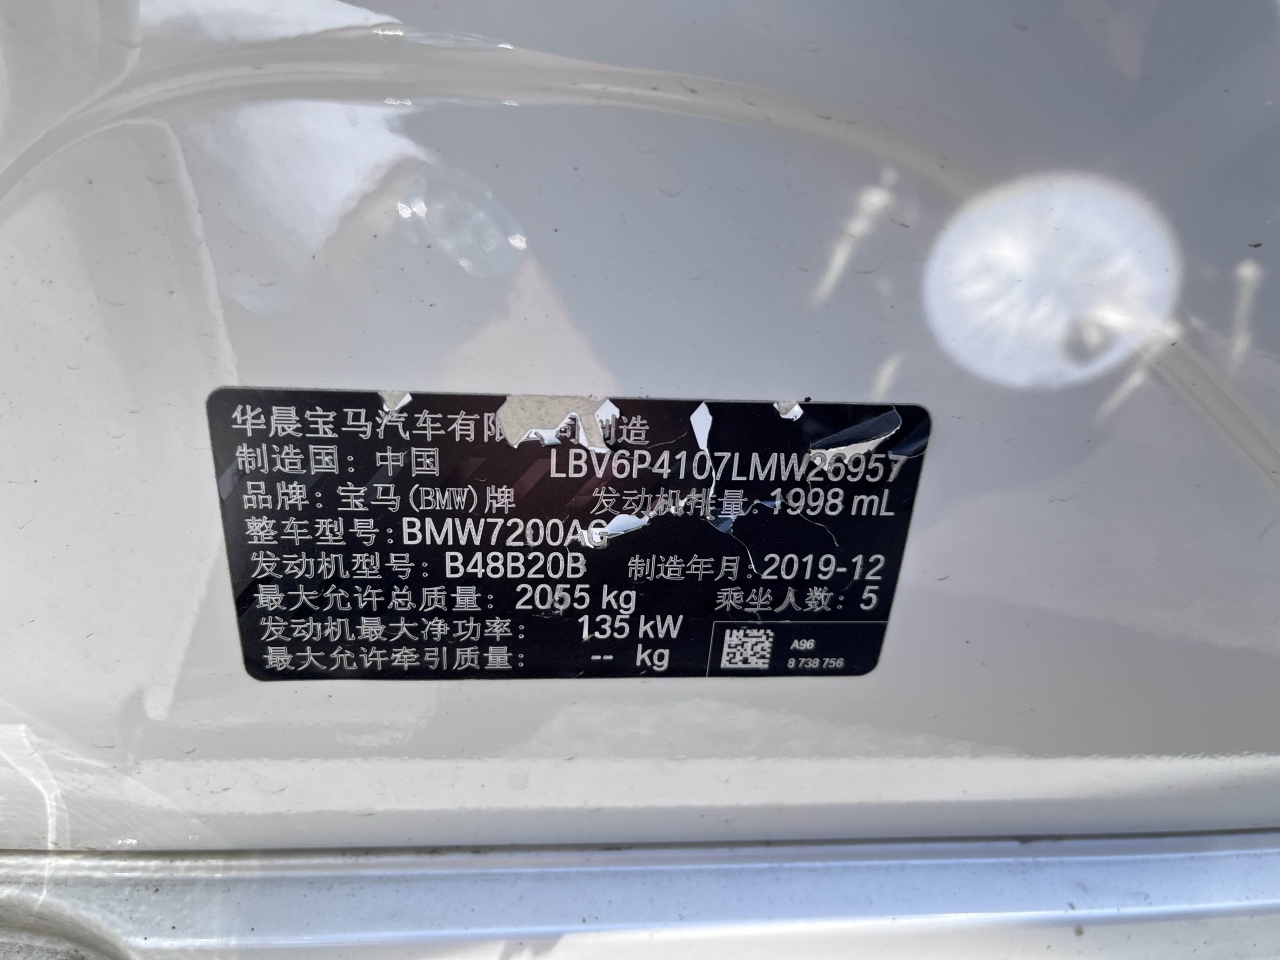 华晨宝马汽车有限 司制造
制造国：中国 LBV6P4107LMW26957
品牌：宝马(BMW)牌 发动机排量：1998 mL
整车型号：BMW7200AG
发动机型号：B48B20B 制造年月：2019-12
最大允许总质量：2055 kg 乘坐人数：5
发动机最大净功率：135 kW
最大允许牵引质量：-- kg
A96
8 738 756